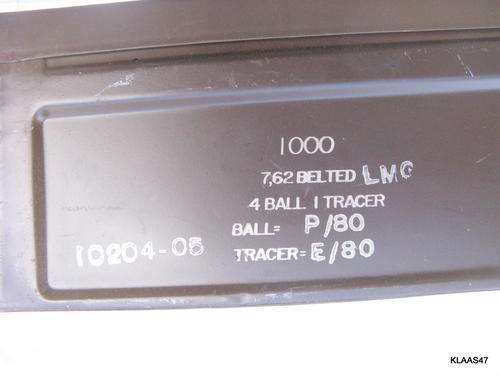 1000
7,62 BELTED LMG
4 BALL 1 TRACER
BALL= P/80
10204-05 TRACER= E/80
KLAAS47